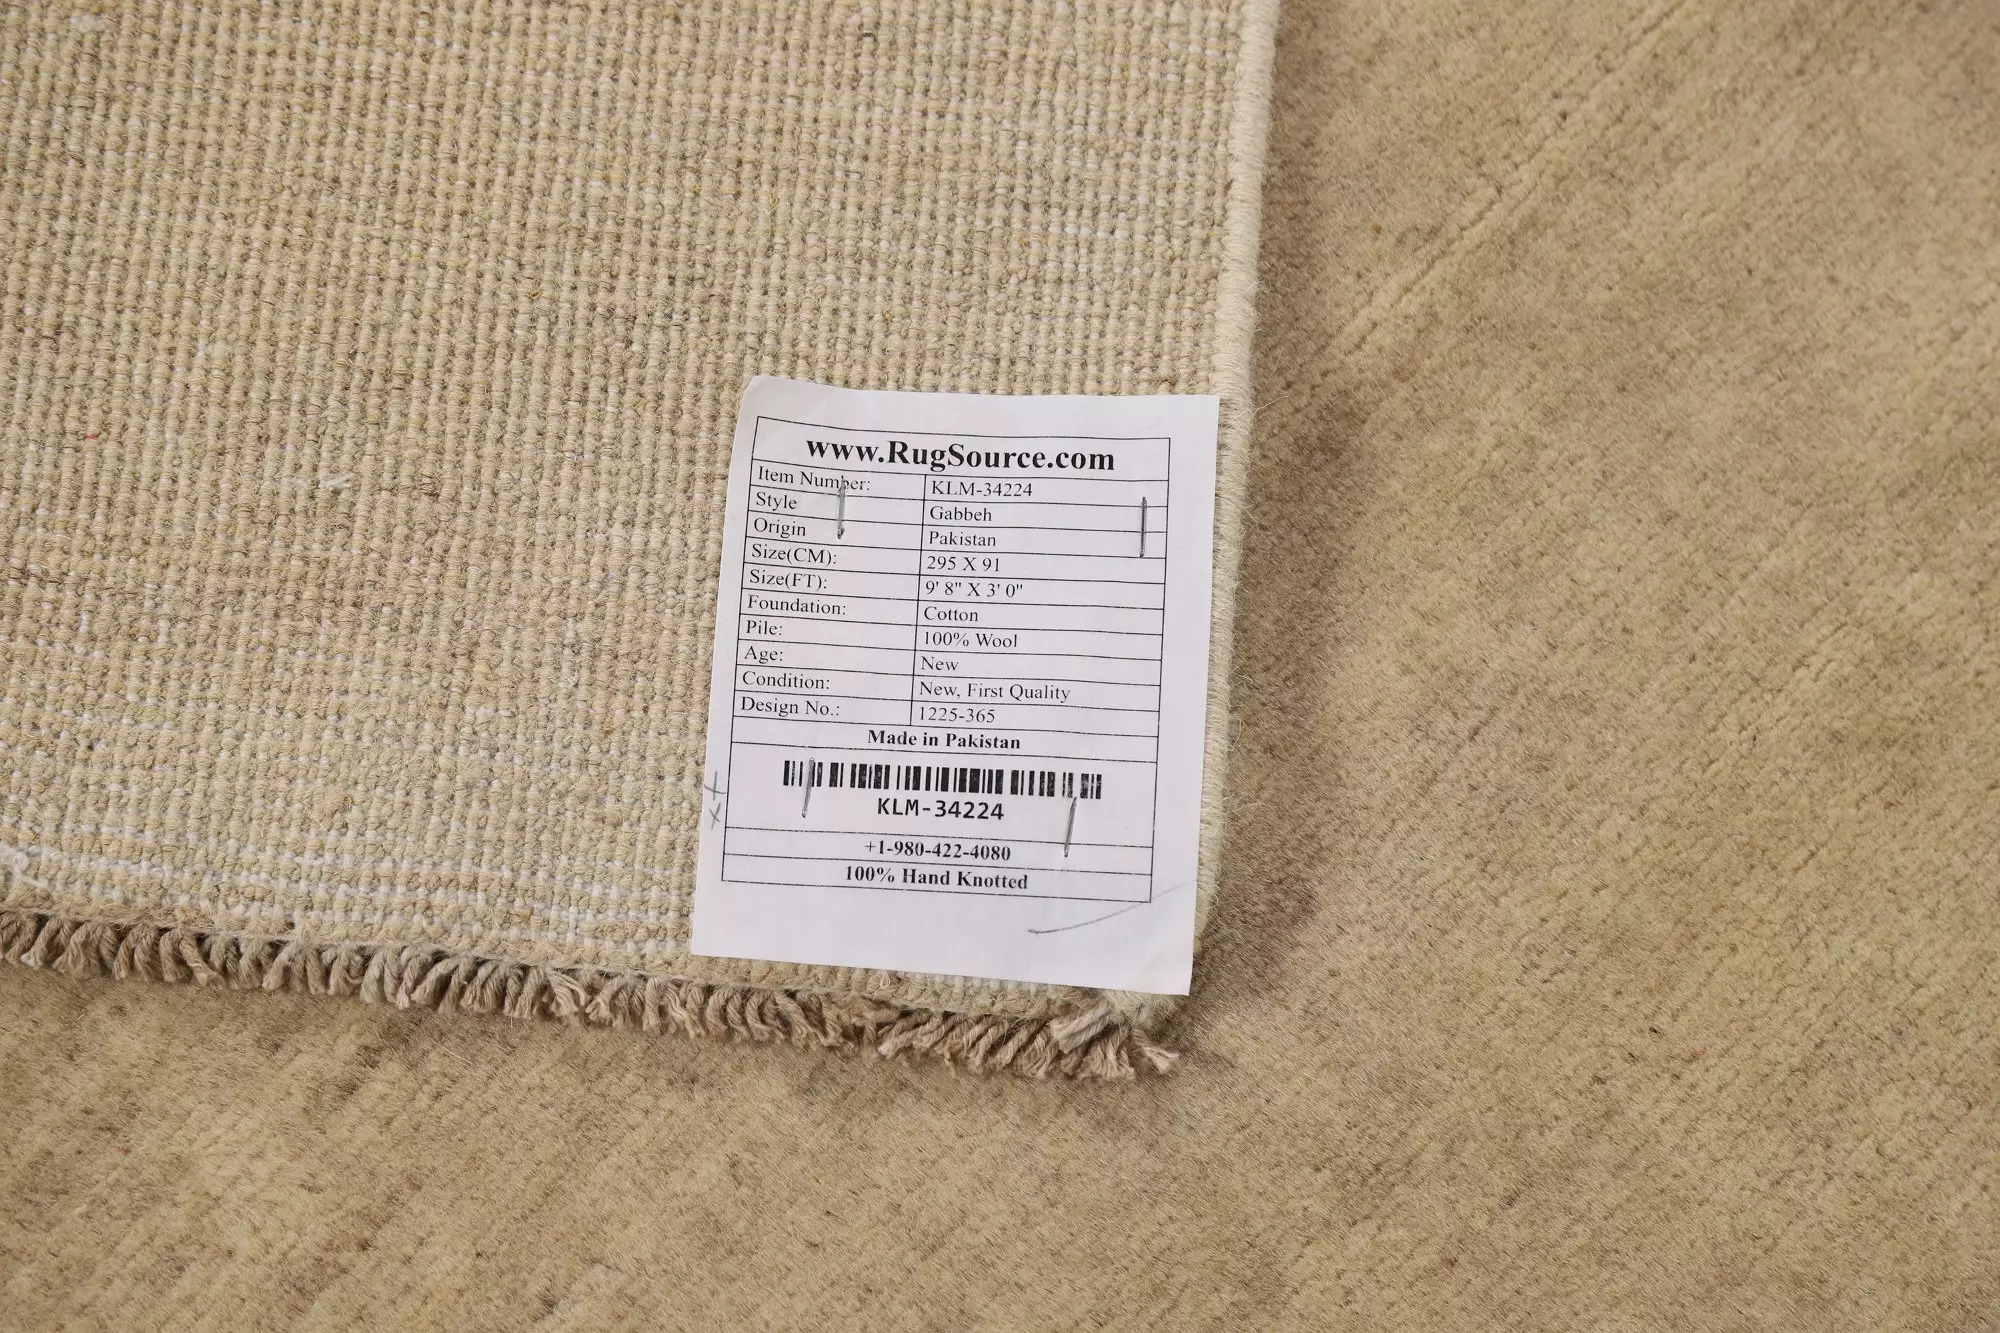 www.RugSource.com
Item Number: KLM-34224
Style Gabbeh
Origin Pakistan
Size(CM): 295 X 91
Size(FT): 9' 8" X 3' 0"
Foundation: Cotton
Pile: 100% Wool
Age: New
Condition: New, First Quality
Design No.: 1225-365
Made in Pakistan
KLM-34224
+1-980-422-4080
100% Hand Knotted